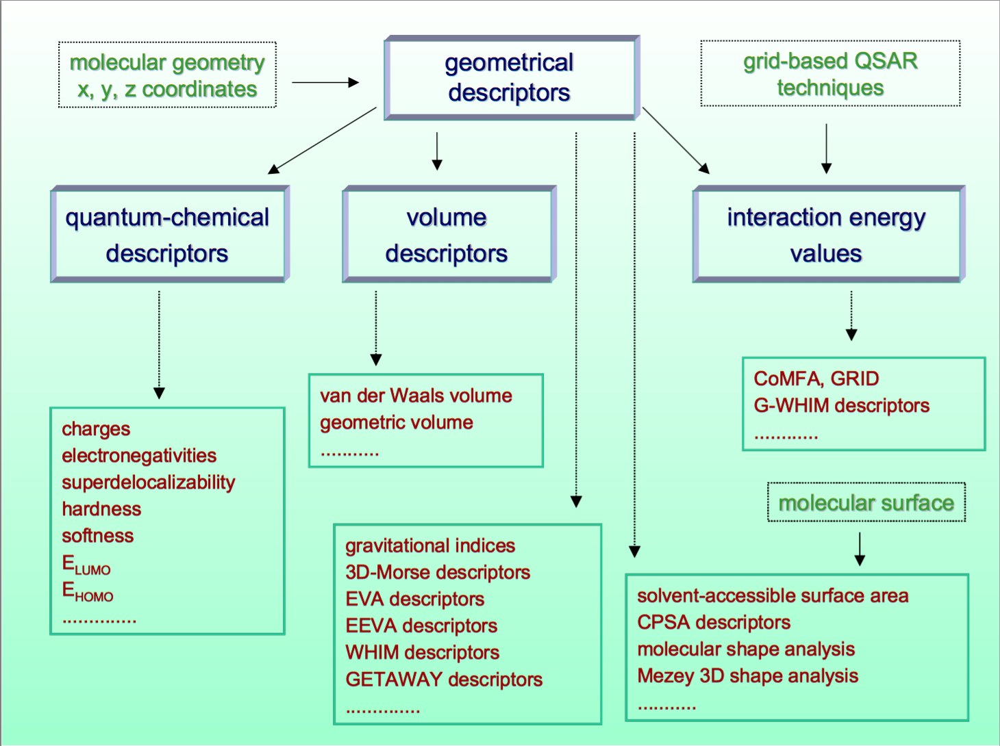 molecular geometry
x, y, z coordinates
geometrical
descriptors
grid-based QSAR
techniques
quantum-chemical
descriptors
volume
descriptors
interaction energy
values
charges
electronegativities
superdelocalizability
hardness
softness
E_LUMO
E_HOMO
..............
van der Waals volume
geometric volume
...........
gravitational indices
3D-Morse descriptors
EVA descriptors
EEVA descriptors
WHIM descriptors
GETAWAY descriptors
..............
CoMFA, GRID
G-WHIM descriptors
............
molecular surface
solvent-accessible surface area
CPSA descriptors
molecular shape analysis
Mezey 3D shape analysis
...........